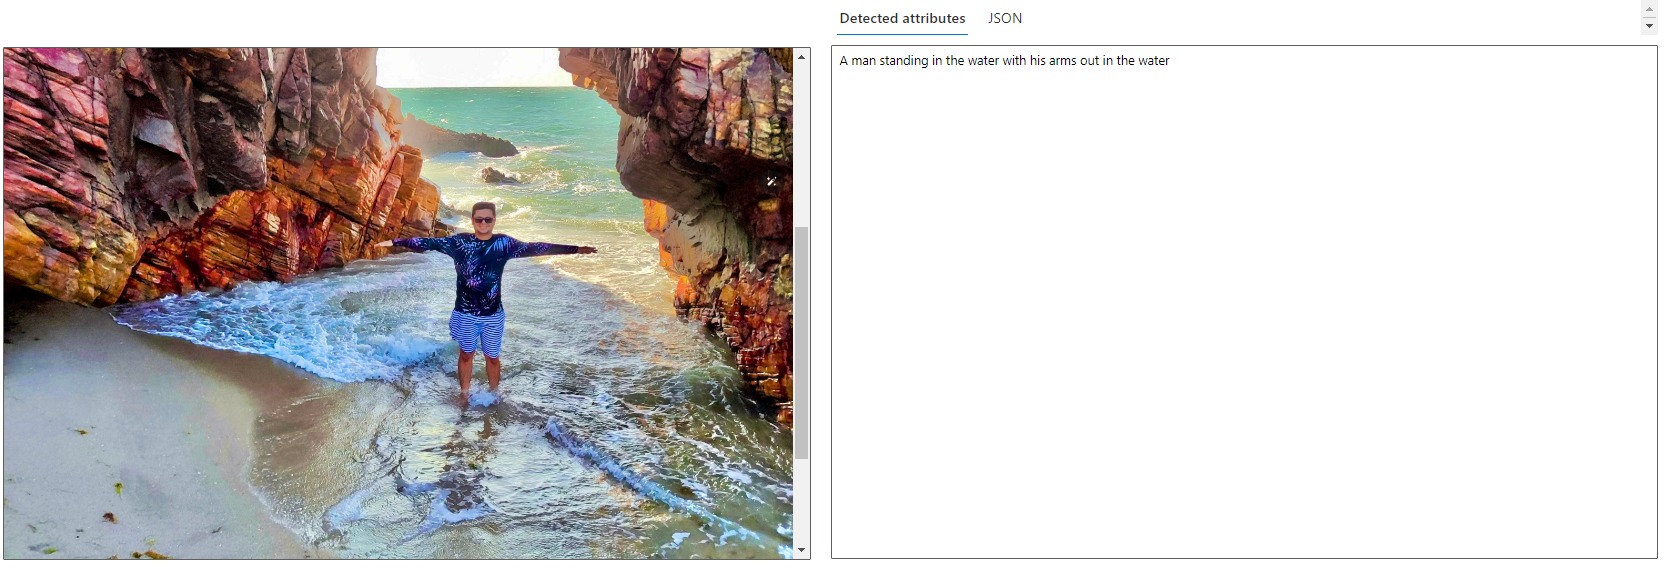 Detected attributes
JSON
A man standing in the water with his arms out in the water